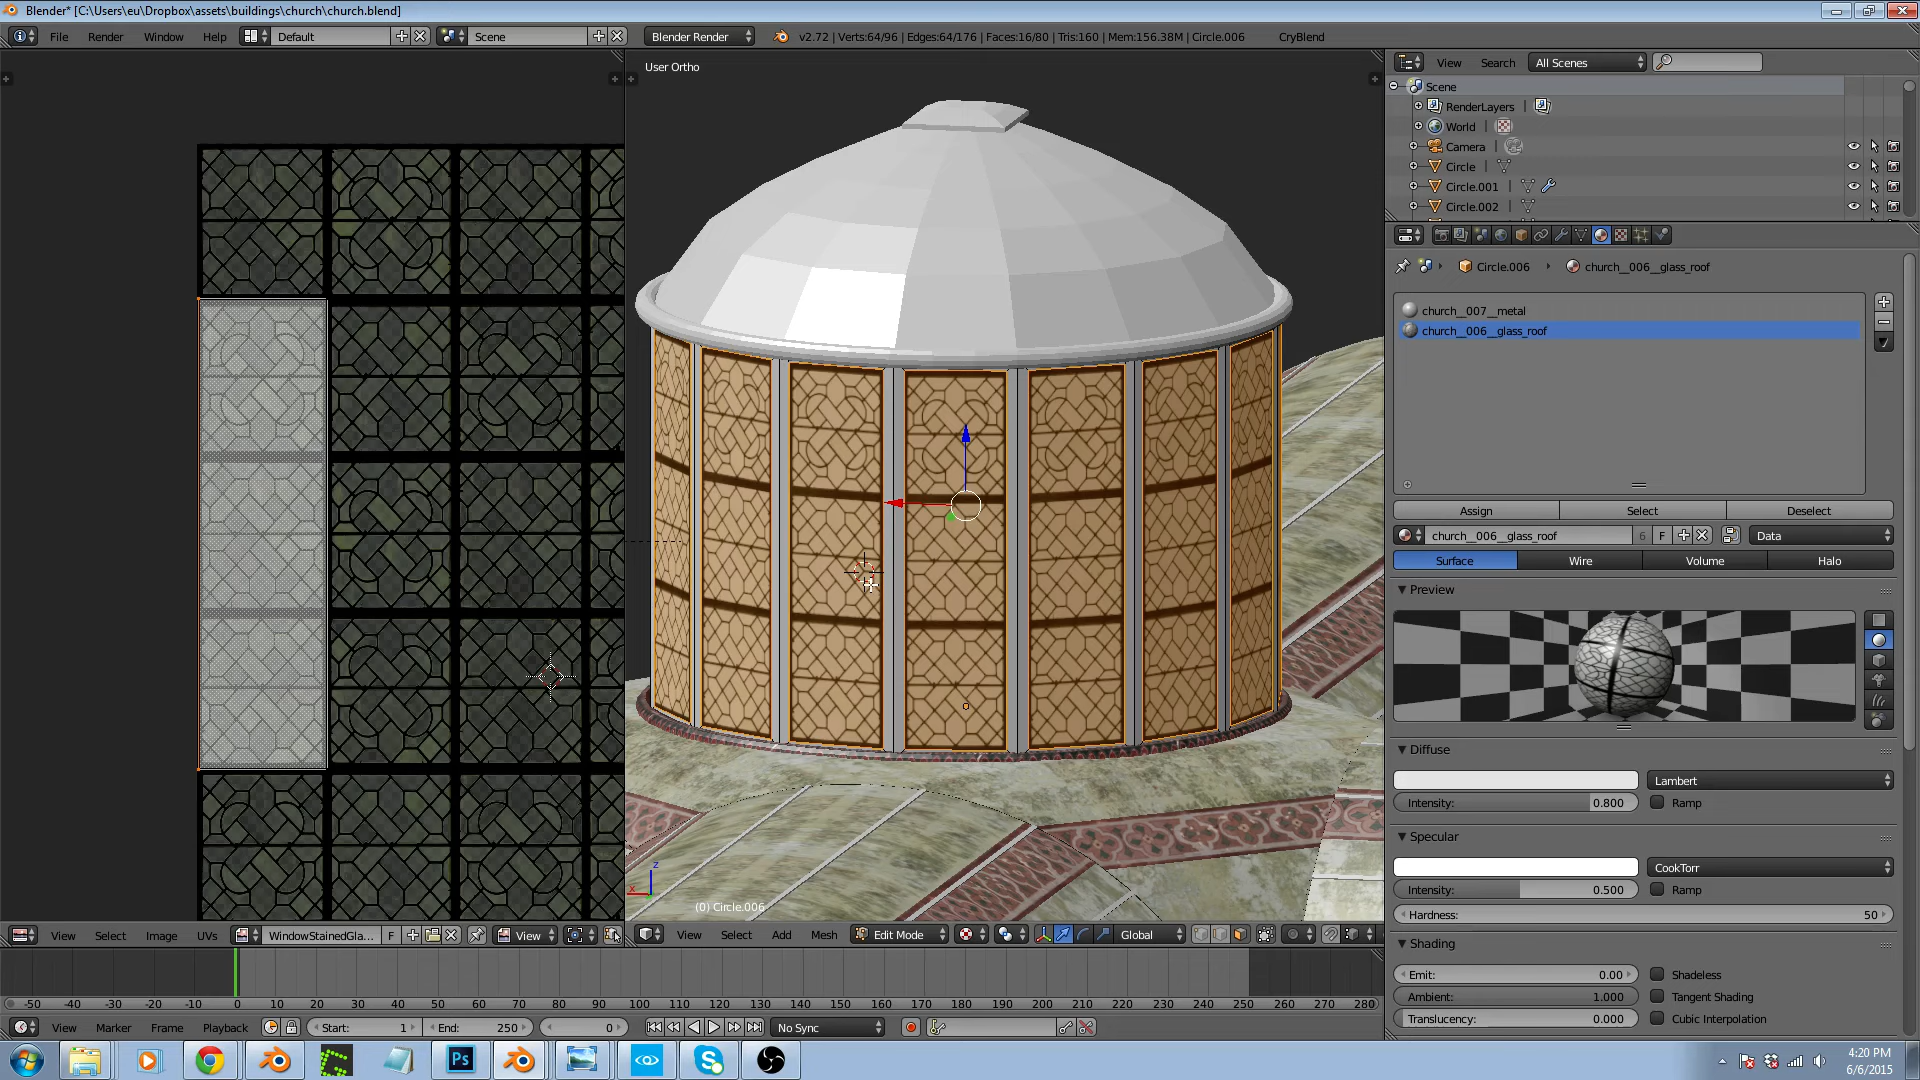 Blender* [C:\Users\eu\Dropbox\assets\buildings\church\church.blend]
File Render Window Help Default Scene Blender Render v2.72 | Verts:64/96 | Edges:64/176 | Faces:16/80 | Tris:160 | Mem:156.38M | Circle.006 CryBlend
User Ortho
View Search All Scenes
Scene
RenderLayers |
World |
Camera |
Circle |
Circle.001 |
Circle.002 |
Circle.006 church__006__glass_roof
church__007__metal
church__006__glass_roof
Assign Select Deselect
church__006__glass_roof 6 F Data
Surface Wire Volume Halo
Preview
Diffuse
Lambert
Intensity: 0.800 Ramp
Specular
CookTorr
Intensity: 0.500 Ramp
Hardness: 50
Shading
Emit: 0.00 Shadeless
Ambient: 1.000 Tangent Shading
Translucency: 0.000 Cubic Interpolation
z
x
(0) Circle.006
View Select Image UVs WindowStainedGla... F View
View Select Add Mesh Edit Mode Global
-50 -40 -30 -20 -10 0 10 20 30 40 50 60 70 80 90 100 110 120 130 140 150 160 170 180 190 200 210 220 230 240 250 260 270 280
View Marker Frame Playback Start: 1 End: 250 0 No Sync
Ps
4:20 PM
6/6/2015